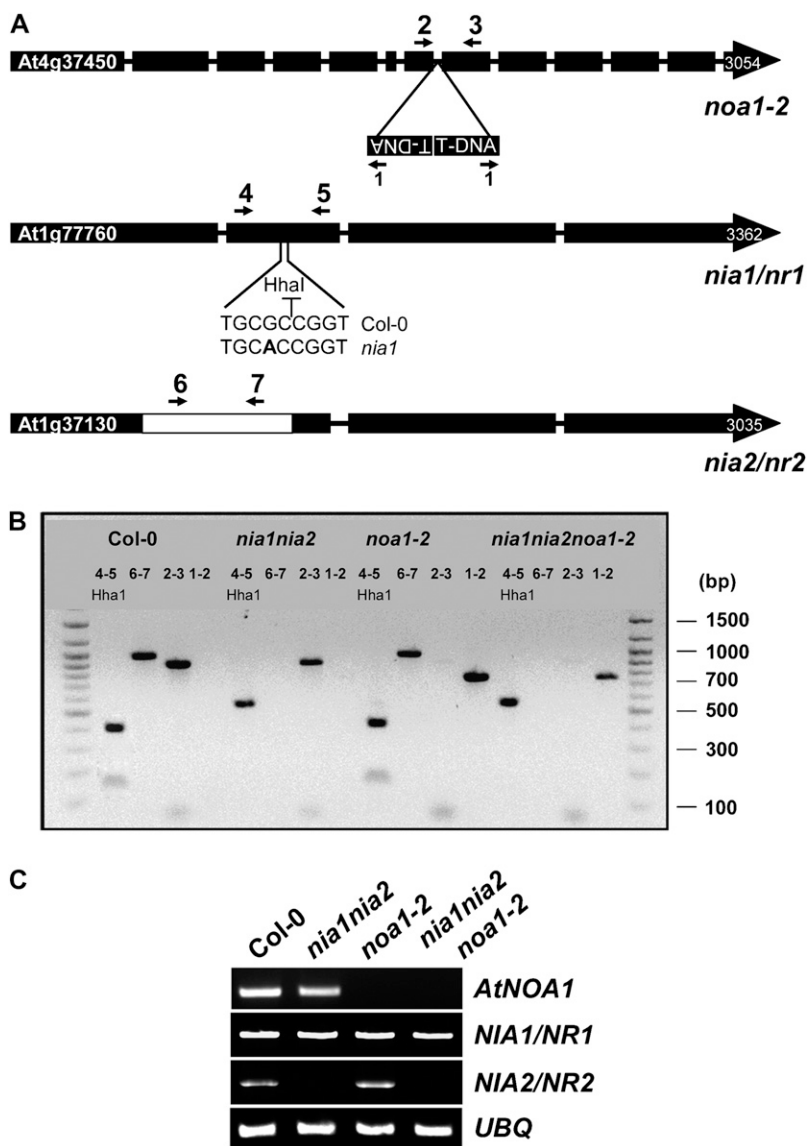 A
2 3
At4g37450 3054
noa1-2
T-DNA T-DNA
1 1
4 5
At1g77760 3362
nia1/nr1
HhaI
TGCGCCGGT Col-0
TGCACCGGT nia1
6 7
At1g37130 3035
nia2/nr2
B
Col-0 nia1nia2 noa1-2 nia1nia2noa1-2
4-5 6-7 2-3 1-2 4-5 6-7 2-3 1-2 4-5 6-7 2-3 1-2 4-5 6-7 2-3 1-2
Hha1 Hha1 Hha1 Hha1
(bp)
1500
1000
700
500
300
100
C
Col-0 nia1nia2 noa1-2 nia1nia2
noa1-2
AtNOA1
NIA1/NR1
NIA2/NR2
UBQ